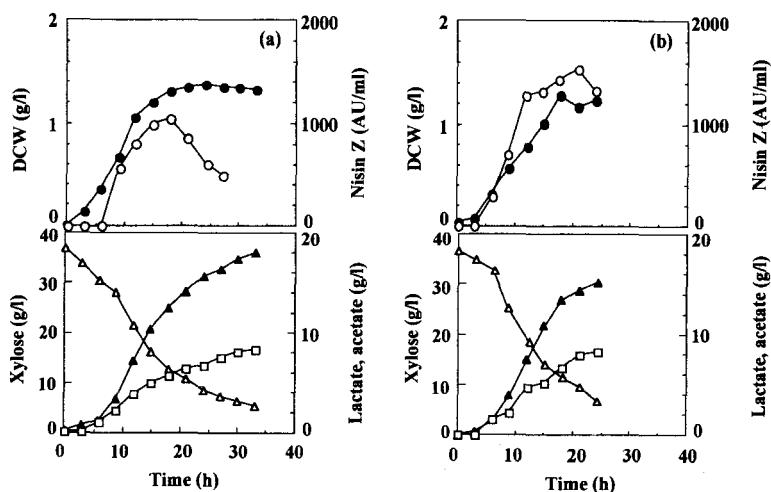 (a)
DCW (g/l)
2
1
0
Nisin Z (AU/ml)
2000
1000
0
Xylose (g/l)
40
30
20
10
0
Lactate, acetate (g/l)
20
10
0
0 10 20 30 40
Time (h)
(b)
DCW (g/l)
2
1
0
Nisin Z (AU/ml)
2000
1000
0
Xylose (g/l)
40
30
20
10
0
Lactate, acetate (g/l)
20
10
0
0 10 20 30 40
Time (h)